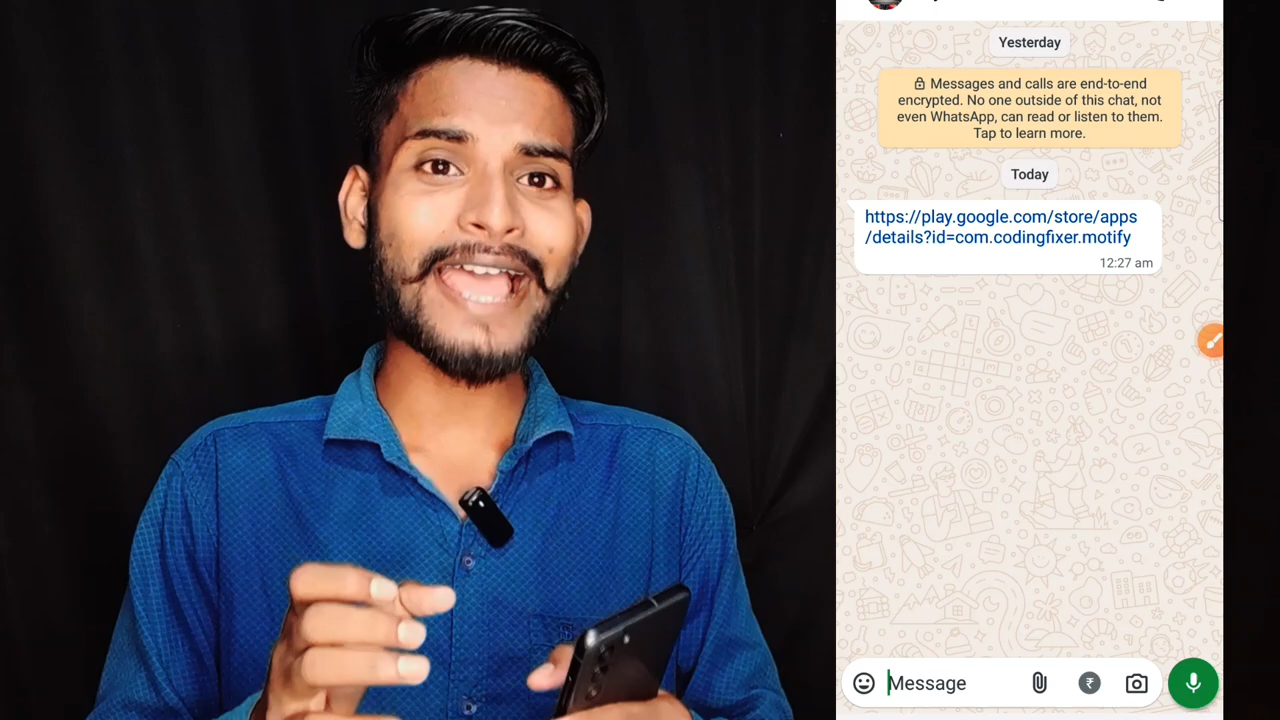 Yesterday
Messages and calls are end-to-end
encrypted. No one outside of this chat, not
even WhatsApp, can read or listen to them.
Tap to learn more.
Today
https://play.google.com/store/apps
/details?id=com.codingfixer.motify
12:27 am
Message
₹